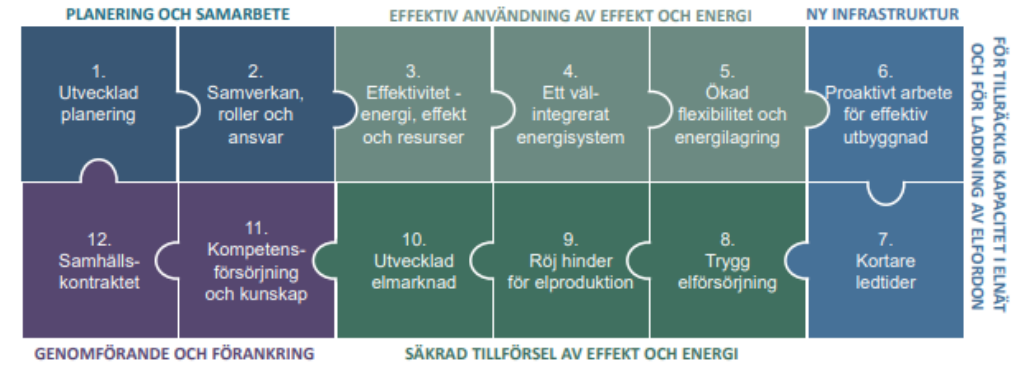 PLANERING OCH SAMARBETE
EFFEKTIV ANVÄNDNING AV EFFEKT OCH ENERGI
NY INFRASTRUKTUR
1.
Utvecklad
planering
2.
Samverkan,
roller och
ansvar
3.
Effektivitet -
energi, effekt
och resurser
4.
Ett väl-
integrerat
energisystem
5.
Ökad
flexibilitet och
energilagring
6.
Proaktivt arbete
för effektiv
utbyggnad
FÖR TILLRÄCKLIG KAPACITET I ELNÄT
OCH FÖR LADDNING AV ELFORDON
12.
Samhälls-
kontraktet
11.
Kompetens-
försörjning
och kunskap
10.
Utvecklad
elmarknad
9.
Röj hinder
för elproduktion
8.
Trygg
elförsörjning
7.
Kortare
ledtider
GENOMFÖRANDE OCH FÖRANKRING
SÄKRAD TILLFÖRSEL AV EFFEKT OCH ENERGI